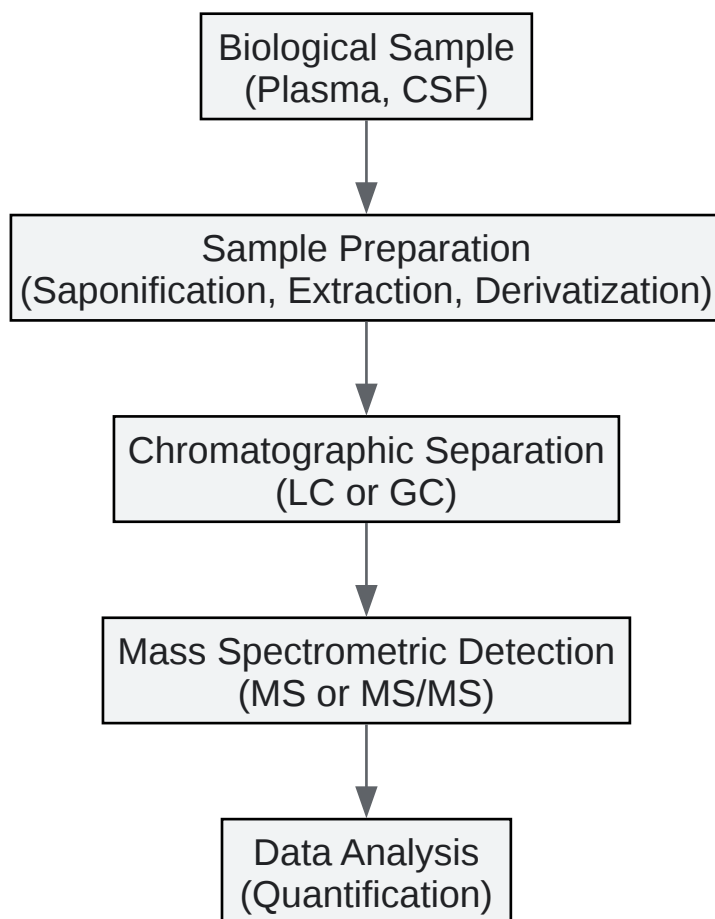 Biological Sample
(Plasma, CSF)
Sample Preparation
(Saponification, Extraction, Derivatization)
Chromatographic Separation
(LC or GC)
Mass Spectrometric Detection
(MS or MS/MS)
Data Analysis
(Quantification)